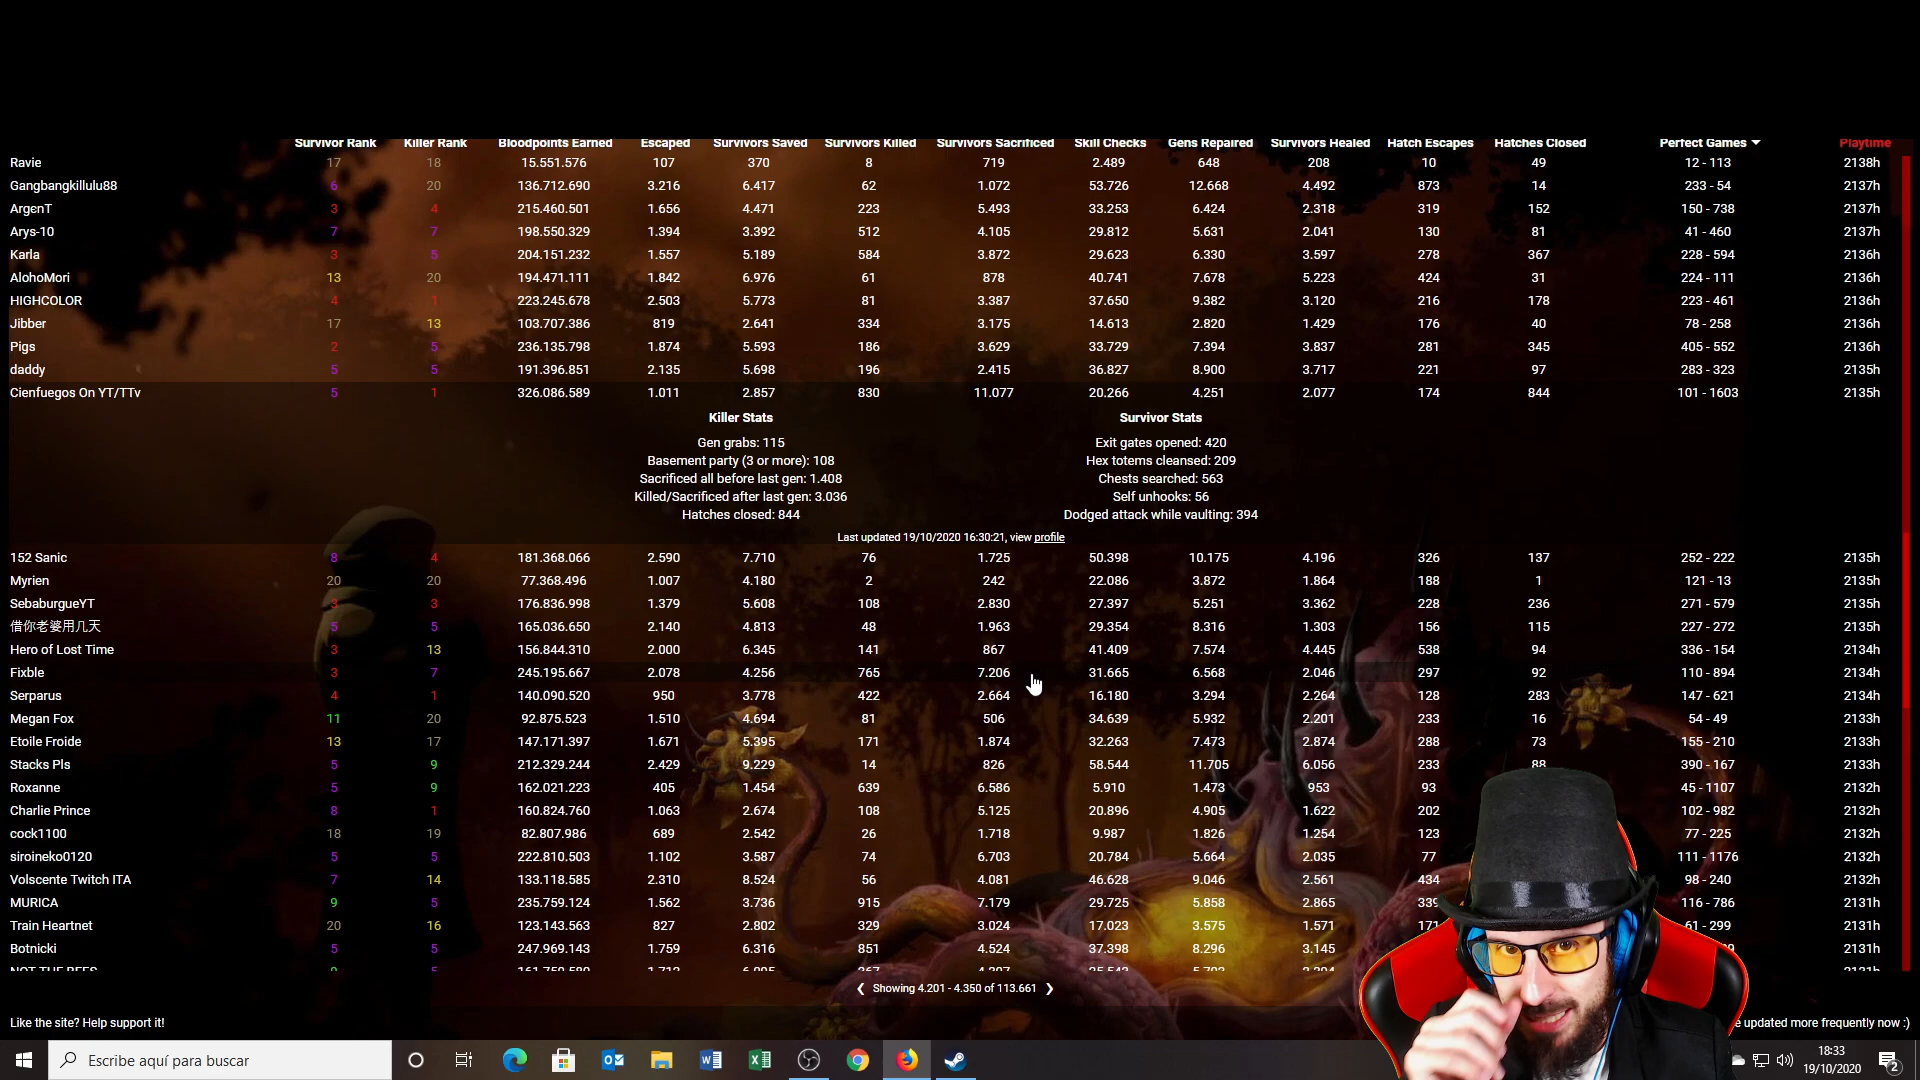 Survivor Rank Killer Rank Bloodpoints Earned Escaped Survivors Saved Survivors Killed Survivors Sacrificed Skill Checks Gens Repaired Survivors Healed Hatch Escapes Hatches Closed Perfect Games Playtime
Ravie 17 18 15.551.576 107 370 8 719 2.489 648 208 10 49 12 - 113 2138h
Gangbangkillulu88 6 20 136.712.690 3.216 6.417 62 1.072 53.726 12.668 4.492 873 14 233 - 54 2137h
ArgєnT 3 4 215.460.501 1.656 4.471 223 5.493 33.253 6.424 2.318 319 152 150 - 738 2137h
Arys-10 7 7 198.550.329 1.394 3.392 512 4.105 29.812 5.631 2.041 130 81 41 - 460 2137h
Karla 3 5 204.151.232 1.557 5.189 584 3.872 29.623 6.330 3.597 278 367 228 - 594 2136h
AlohoMori 13 20 194.471.111 1.842 6.976 61 878 40.741 7.678 5.223 424 31 224 - 111 2136h
HIGHCOLOR 4 1 223.245.678 2.503 5.773 81 3.387 37.650 9.382 3.120 216 178 223 - 461 2136h
Jibber 17 13 103.707.386 819 2.641 334 3.175 14.613 2.820 1.429 176 40 78 - 258 2136h
Pigs 2 5 236.135.798 1.874 5.593 186 3.629 33.729 7.394 3.837 281 345 405 - 552 2136h
daddy 5 5 191.396.851 2.135 5.698 196 2.415 36.827 8.900 3.717 221 97 283 - 323 2135h
Cienfuegos On YT/TTv 5 1 326.086.589 1.011 2.857 830 11.077 20.266 4.251 2.077 174 844 101 - 1603 2135h
Killer Stats Survivor Stats
Gen grabs: 115 Exit gates opened: 420
Basement party (3 or more): 108 Hex totems cleansed: 209
Sacrificed all before last gen: 1.408 Chests searched: 563
Killed/Sacrificed after last gen: 3.036 Self unhooks: 56
Hatches closed: 844 Dodged attack while vaulting: 394
Last updated 19/10/2020 16:30:21, view profile
152 Sanic 8 4 181.368.066 2.590 7.710 76 1.725 50.398 10.175 4.196 326 137 252 - 222 2135h
Myrien 20 20 77.368.496 1.007 4.180 2 242 22.086 3.872 1.864 188 1 121 - 13 2135h
SebaburgueYT 3 3 176.836.998 1.379 5.608 108 2.830 27.397 5.251 3.362 228 236 271 - 579 2135h
借你老婆用几天 5 5 165.036.650 2.140 4.813 48 1.963 29.354 8.316 1.303 156 115 227 - 272 2135h
Hero of Lost Time 3 13 156.844.310 2.000 6.345 141 867 41.409 7.574 4.445 538 94 336 - 154 2134h
Fixble 3 7 245.195.667 2.078 4.256 765 7.206 31.665 6.568 2.046 297 92 110 - 894 2134h
Serparus 4 1 140.090.520 950 3.778 422 2.664 16.180 3.294 2.264 128 283 147 - 621 2134h
Megan Fox 11 20 92.875.523 1.510 4.694 81 506 34.639 5.932 2.201 233 16 54 - 49 2133h
Etoile Froide 13 17 147.171.397 1.671 5.395 171 1.874 32.263 7.473 2.874 288 73 155 - 210 2133h
Stacks Pls 5 9 212.329.244 2.429 9.229 14 826 58.544 11.705 6.056 233 88 390 - 167 2133h
Roxanne 5 9 162.021.223 405 1.454 639 6.586 5.910 1.473 953 93 45 - 1107 2132h
Charlie Prince 8 1 160.824.760 1.063 2.674 108 5.125 20.896 4.905 1.622 202 102 - 982 2132h
cock1100 18 19 82.807.986 689 2.542 26 1.718 9.987 1.826 1.254 123 77 - 225 2132h
siroineko0120 5 5 222.810.503 1.102 3.587 74 6.703 20.784 5.664 2.035 77 111 - 1176 2132h
Volscente Twitch ITA 7 14 133.118.585 2.310 8.524 56 4.081 46.628 9.046 2.561 434 98 - 240 2132h
MURICA 9 5 235.759.124 1.562 3.736 915 7.179 29.725 5.858 2.865 339 116 - 786 2131h
Train Heartnet 20 16 123.143.563 827 2.802 329 3.024 17.023 3.575 1.571 171 61 - 299 2131h
Botnicki 5 5 247.969.143 1.759 6.316 851 4.524 37.398 8.296 3.145 2131h
NOT THE BEES
Showing 4.201 - 4.350 of 113.661
Like the site? Help support it! updated more frequently now :)
Escribe aquí para buscar
18:33
19/10/2020
2